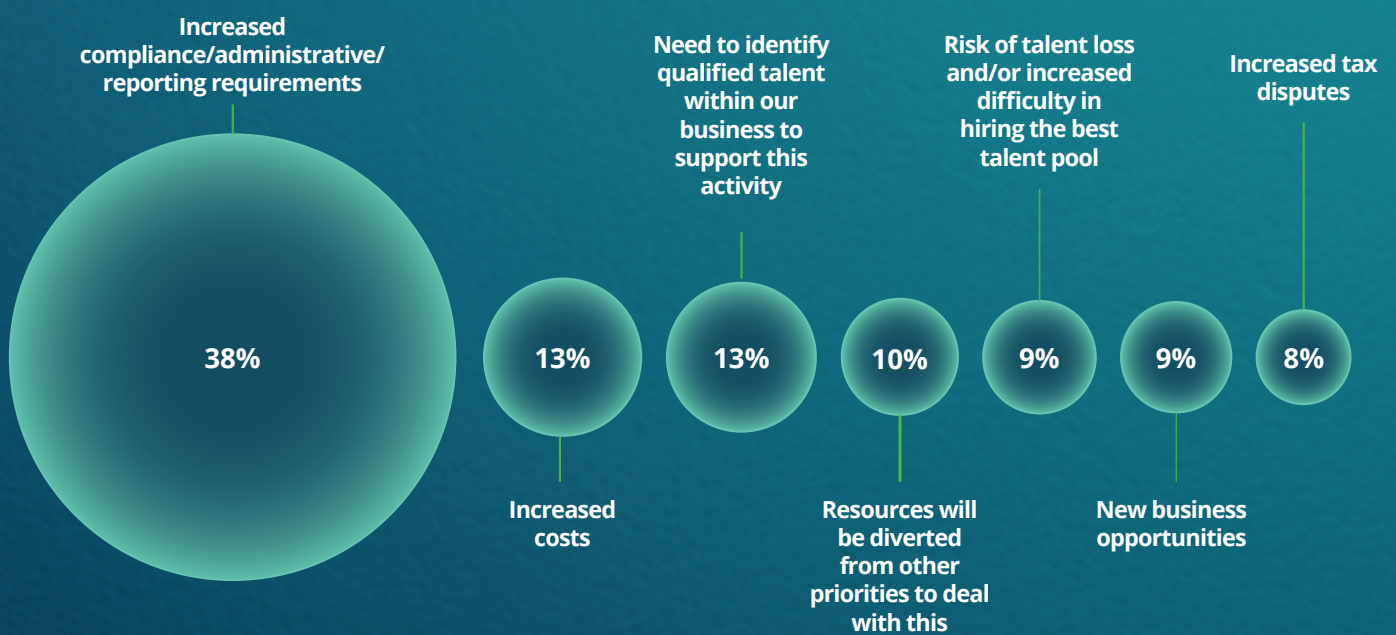 Increased
compliance/administrative/
reporting requirements
38%
13%
Increased
costs
Need to identify
qualified talent
within our
business to
support this
activity
13%
10%
Resources will
be diverted
from other
priorities to deal
with this
Risk of talent loss
and/or increased
difficulty in
hiring the best
talent pool
9%
9%
New business
opportunities
Increased tax
disputes
8%